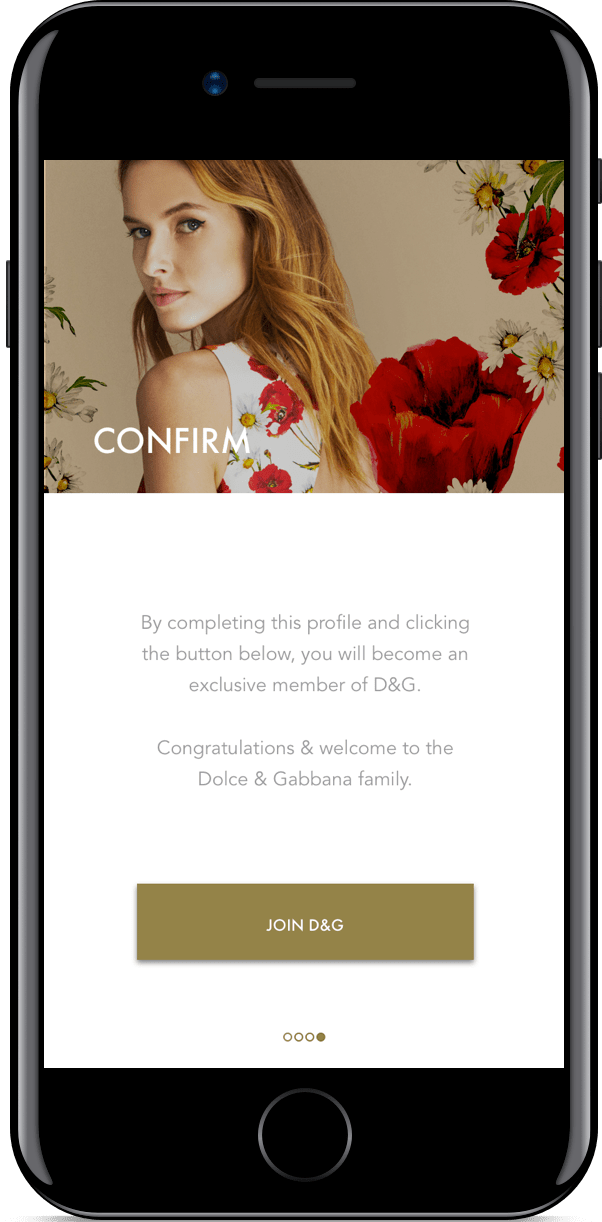 CONFIRM
By completing this profile and clicking
the button below, you will become an
exclusive member of D&G.
Congratulations & welcome to the
Dolce & Gabbana family.
JOIN D&G